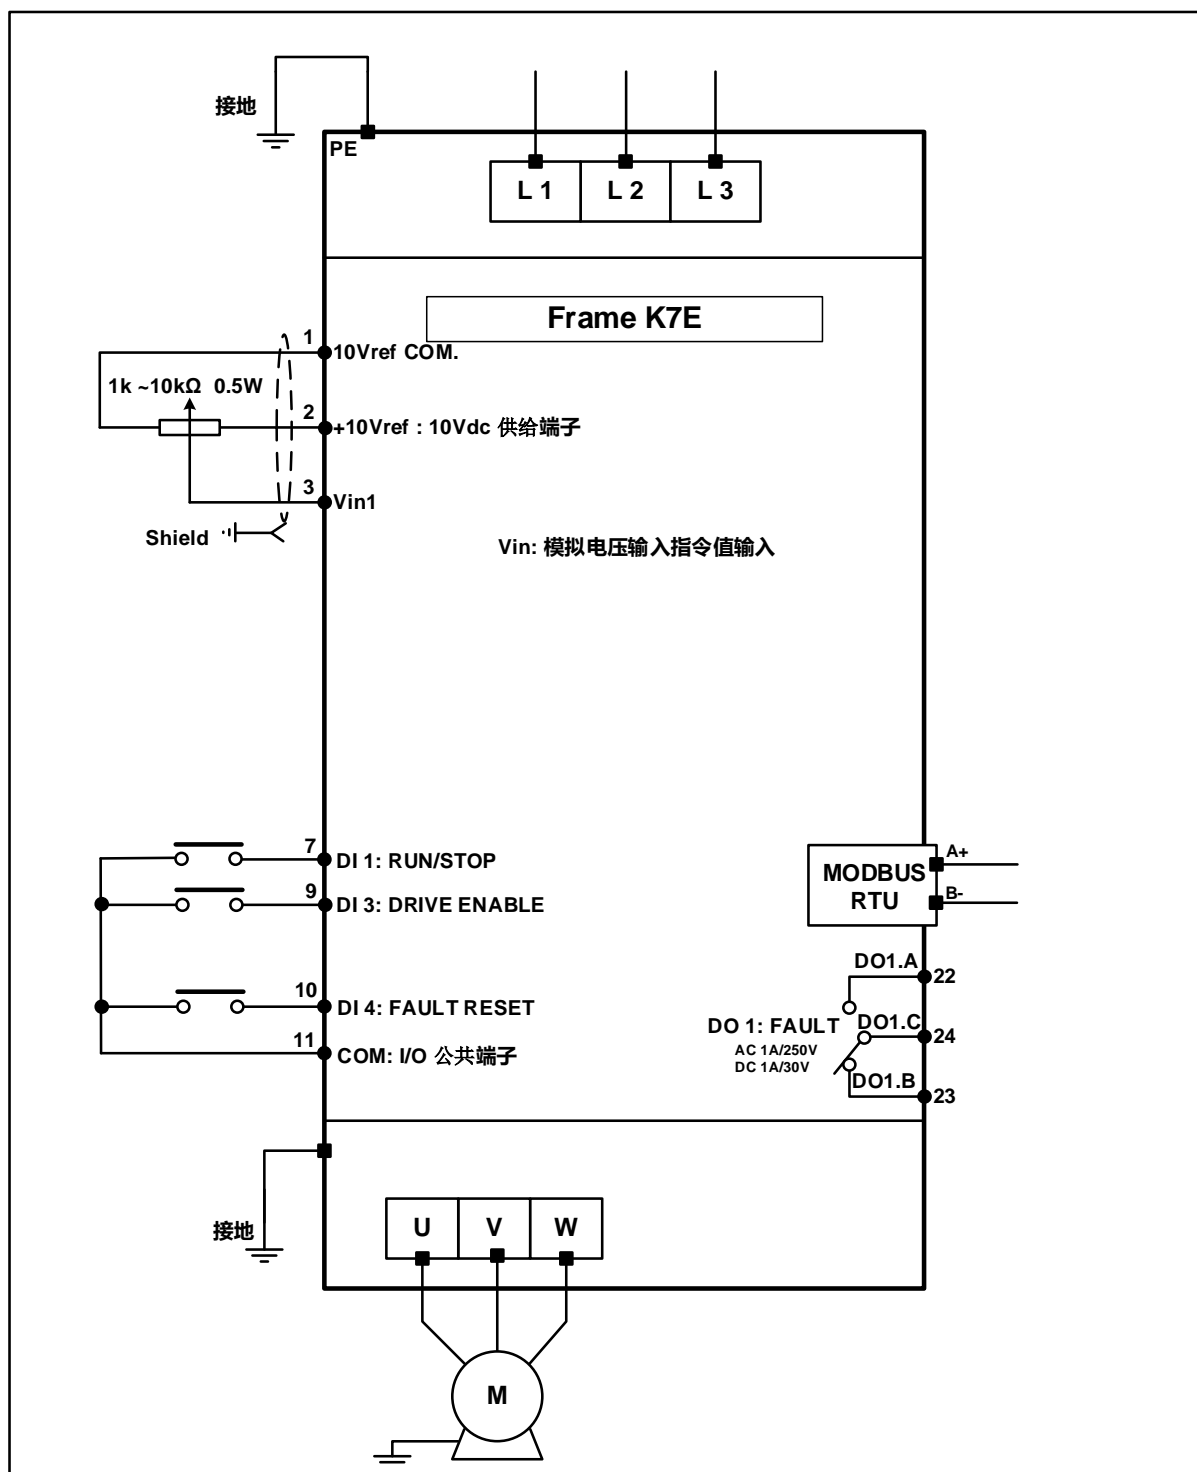 接地
PE
L 1 L 2 L 3
Frame K7E
1
10Vref COM.
1k ~10kΩ 0.5W
2
+10Vref : 10Vdc 供给端子
3
Vin1
Shield
Vin: 模拟电压输入指令值输入
7
DI 1: RUN/STOP
9
DI 3: DRIVE ENABLE
MODBUS
RTU
A+
B-
10
DI 4: FAULT RESET
11
COM: I/O 公共端子
DO1.A
22
DO 1: FAULT
DO1.C
24
AC 1A/250V
DC 1A/30V
DO1.B
23
接地
U V W
M